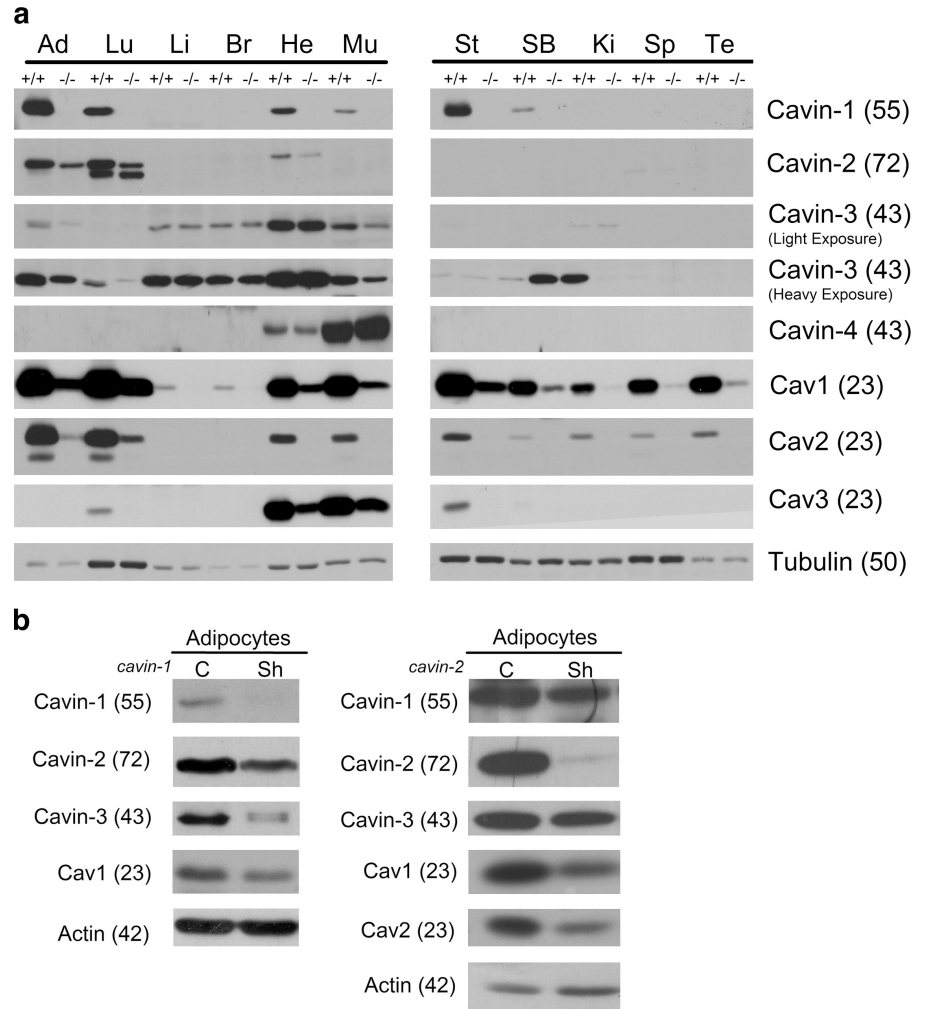 a
Ad Lu Li Br He Mu St SB Ki Sp Te
+/+ -/- +/+ -/- +/+ -/- +/+ -/- +/+ -/- +/+ -/- +/+ -/- +/+ -/- +/+ -/- +/+ -/- +/+ -/-
Cavin-1 (55)
Cavin-2 (72)
Cavin-3 (43)
(Light Exposure)
Cavin-3 (43)
(Heavy Exposure)
Cavin-4 (43)
Cav1 (23)
Cav2 (23)
Cav3 (23)
Tubulin (50)
b
Adipocytes
cavin-1 C Sh
Cavin-1 (55)
Cavin-2 (72)
Cavin-3 (43)
Cav1 (23)
Actin (42)
Adipocytes
cavin-2 C Sh
Cavin-1 (55)
Cavin-2 (72)
Cavin-3 (43)
Cav1 (23)
Cav2 (23)
Actin (42)